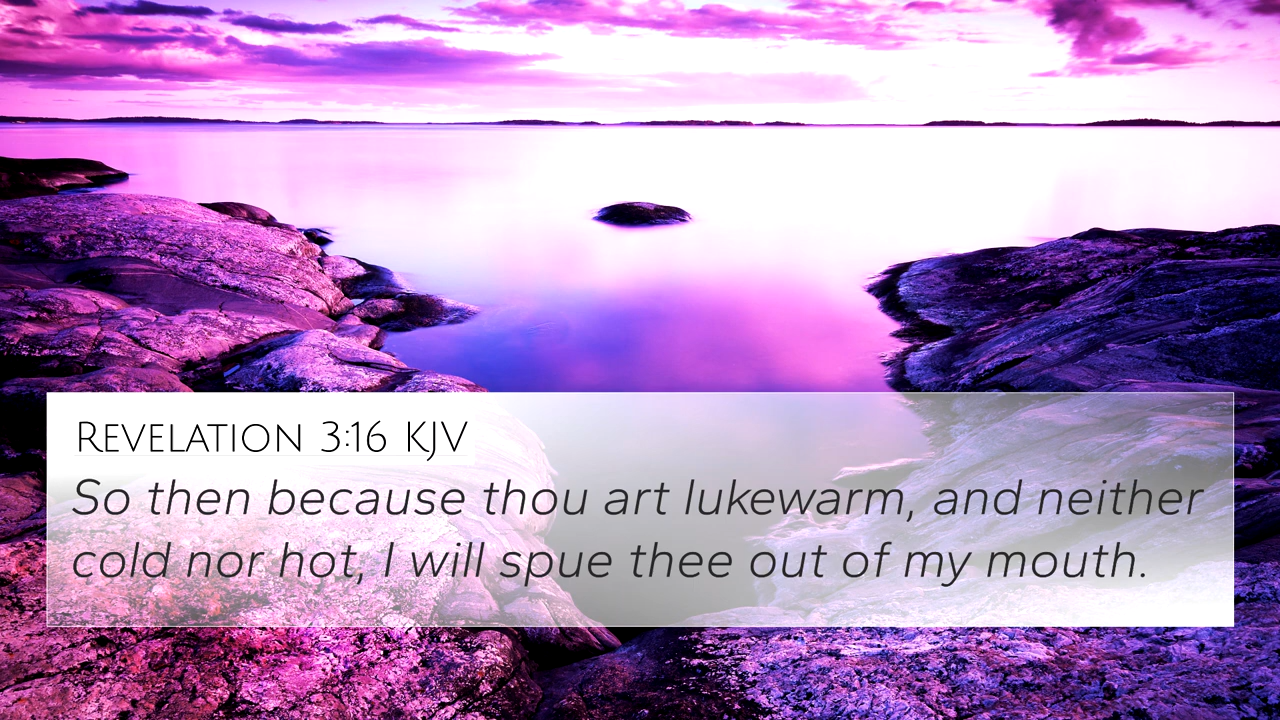 Revelation 3:16 KJV
So then because thou art lukewarm, and neither
cold nor hot, I will spue thee out of my mouth.